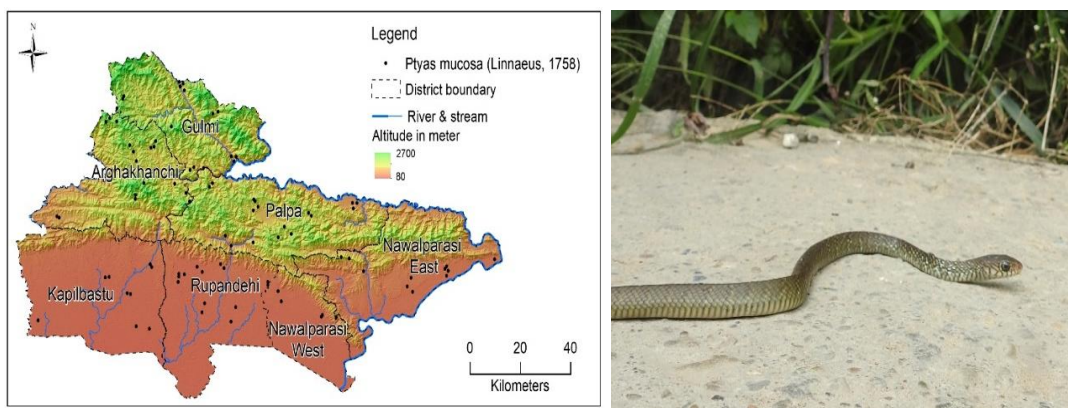 N
Legend
Ptyas mucosa (Linnaeus, 1758)
District boundary
River & stream
Altitude in meter
2700
80
Gulmi
Arghakhanchi
Palpa
Nawalparasi
East
Kapilbastu
Rupandehi
Nawalparasi
West
0 20 40
Kilometers